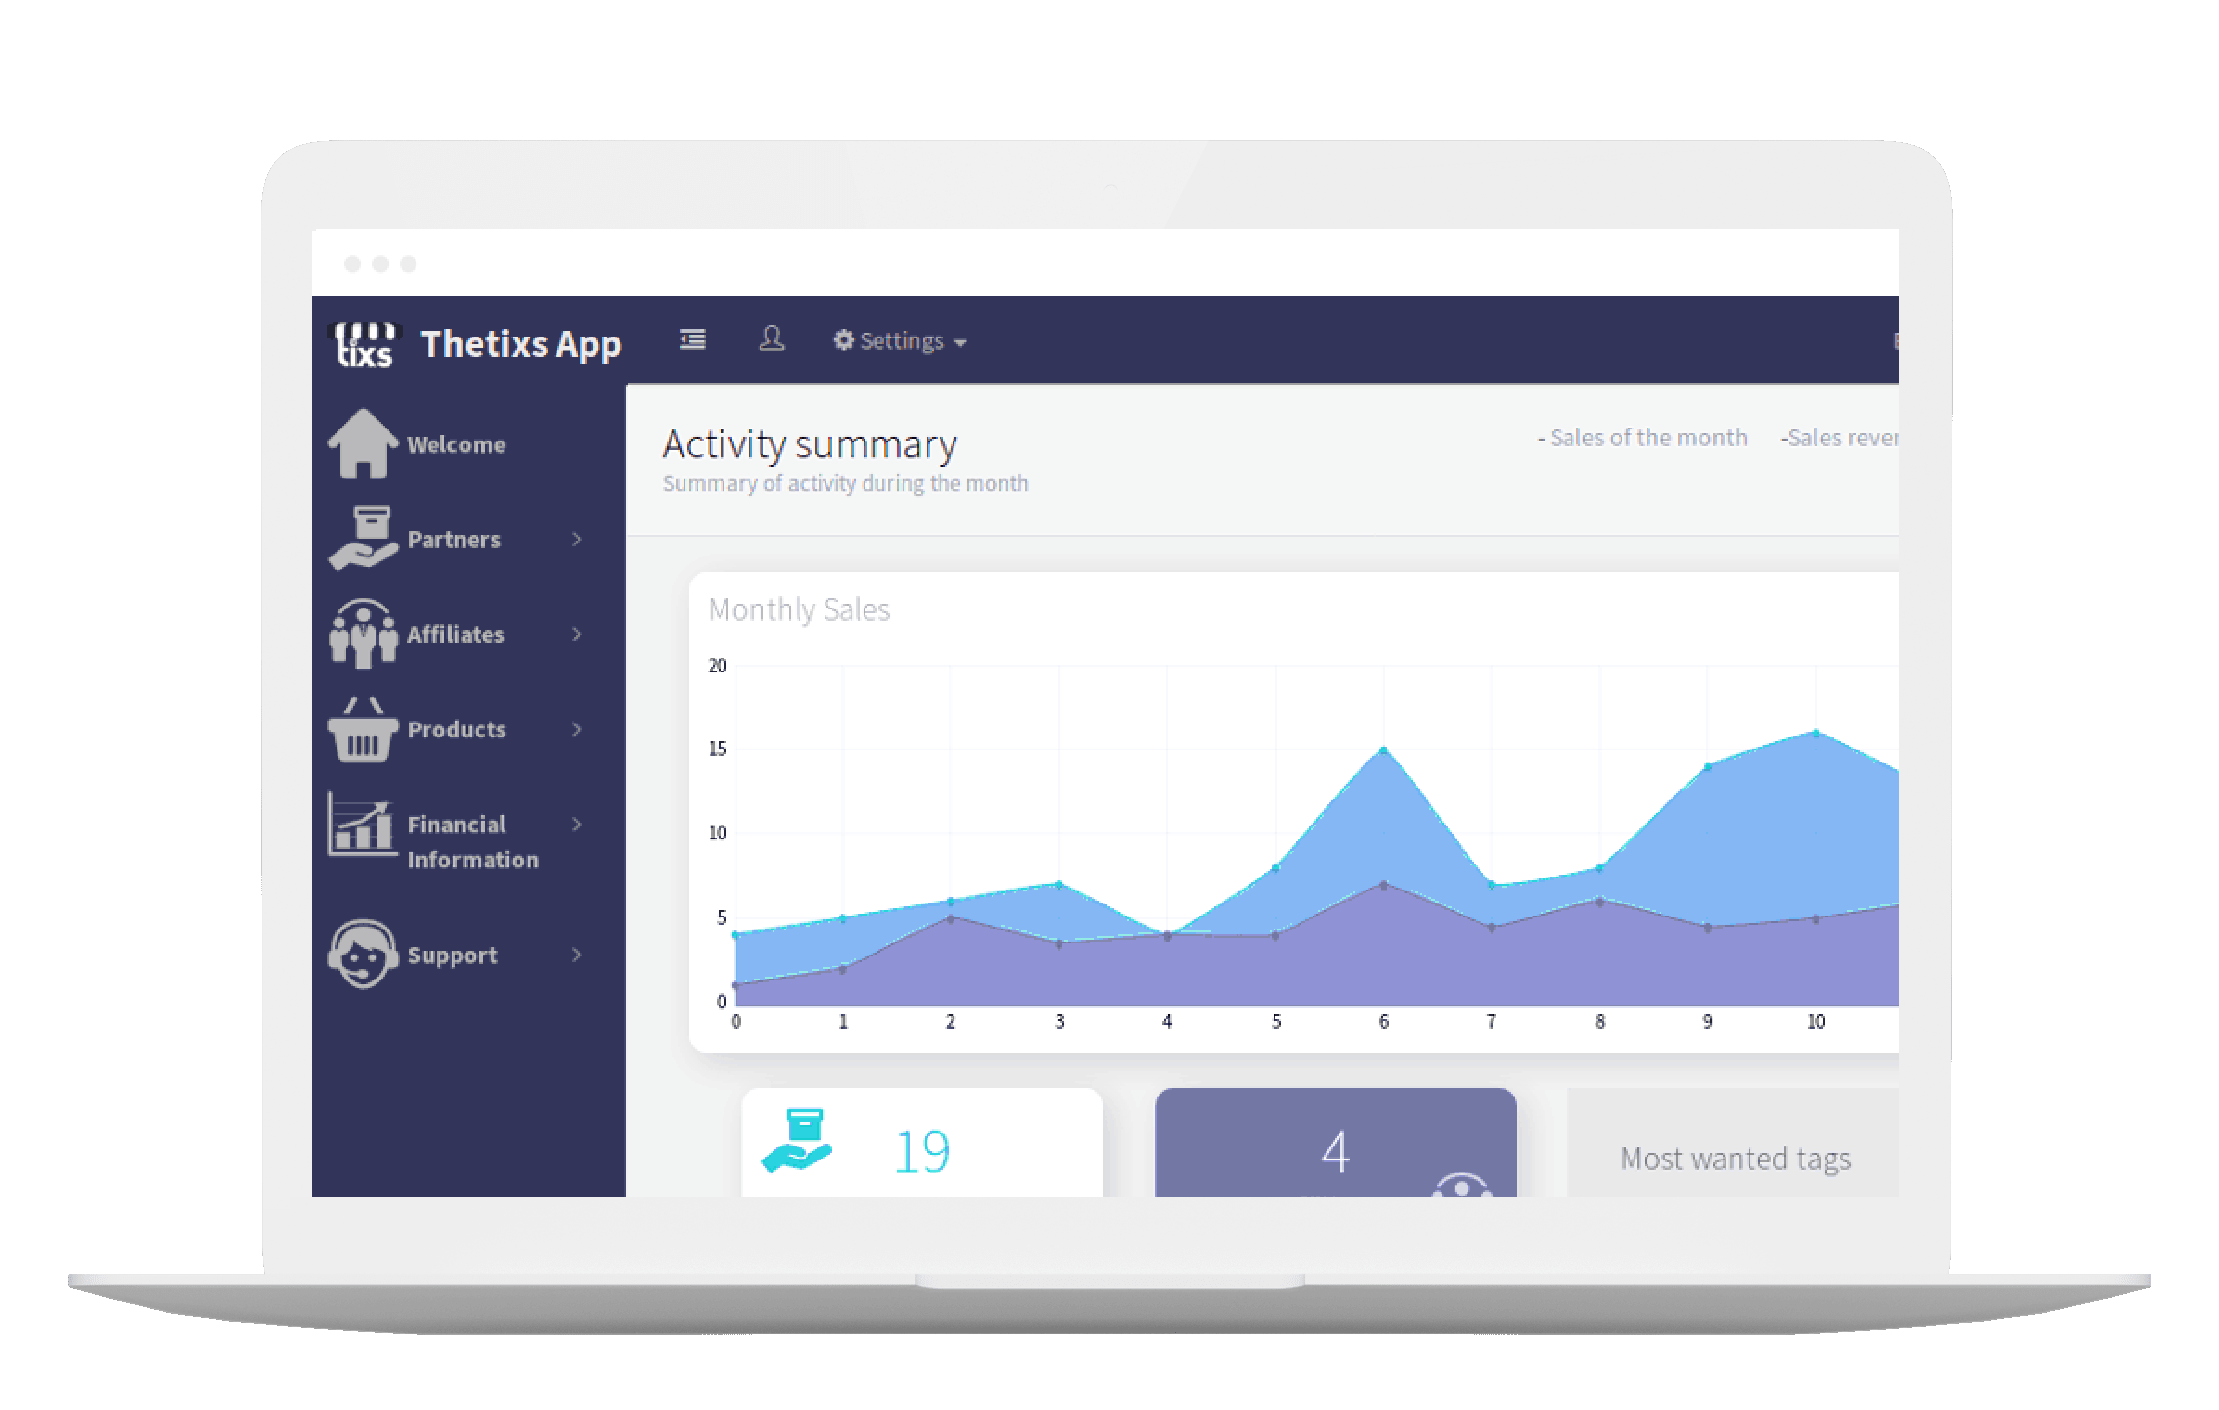 tixs
Thetixs App
Settings
Welcome
Partners
Affiliates
Products
Financial
Information
Support
Activity summary
Summary of activity during the month
- Sales of the month
-Sales
Monthly Sales
20
15
10
5
0
0 1 2 3 4 5 6 7 8 9 10
19
4
Most wanted tags